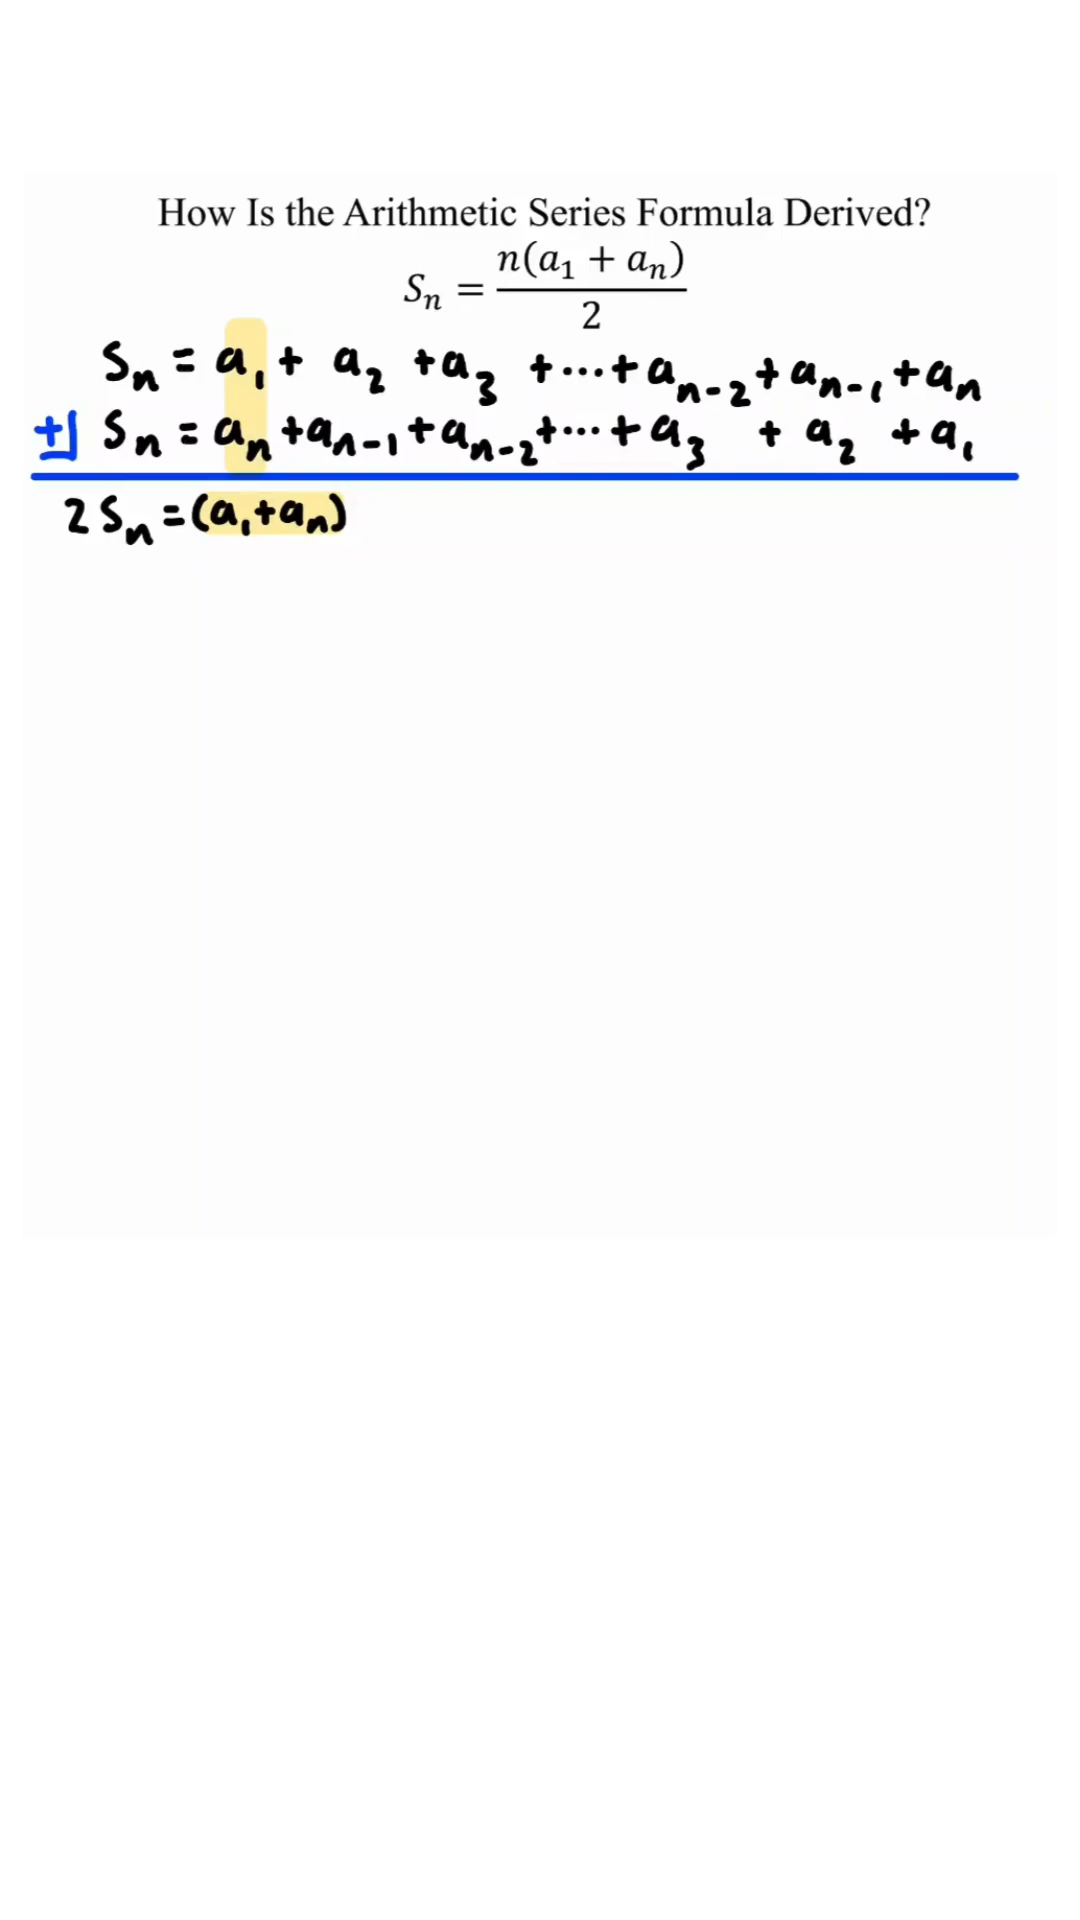 How Is the Arithmetic Series Formula Derived?
Sₙ = n(a₁ + aₙ)/2
Sₙ = a₁ + a₂ + a₃ + ... + aₙ₋₂ + aₙ₋₁ + aₙ
+ Sₙ = aₙ + aₙ₋₁ + aₙ₋₂ + ... + a₃ + a₂ + a₁
2Sₙ = (a₁ + aₙ)